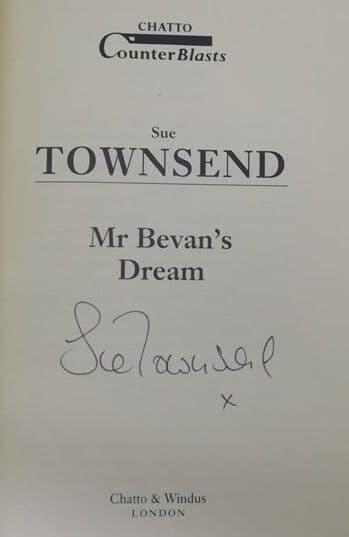 CHATTO
CounterBlasts
Sue
TOWNSEND
Mr Bevan's
Dream
Sue Townsend
x
Chatto & Windus
LONDON